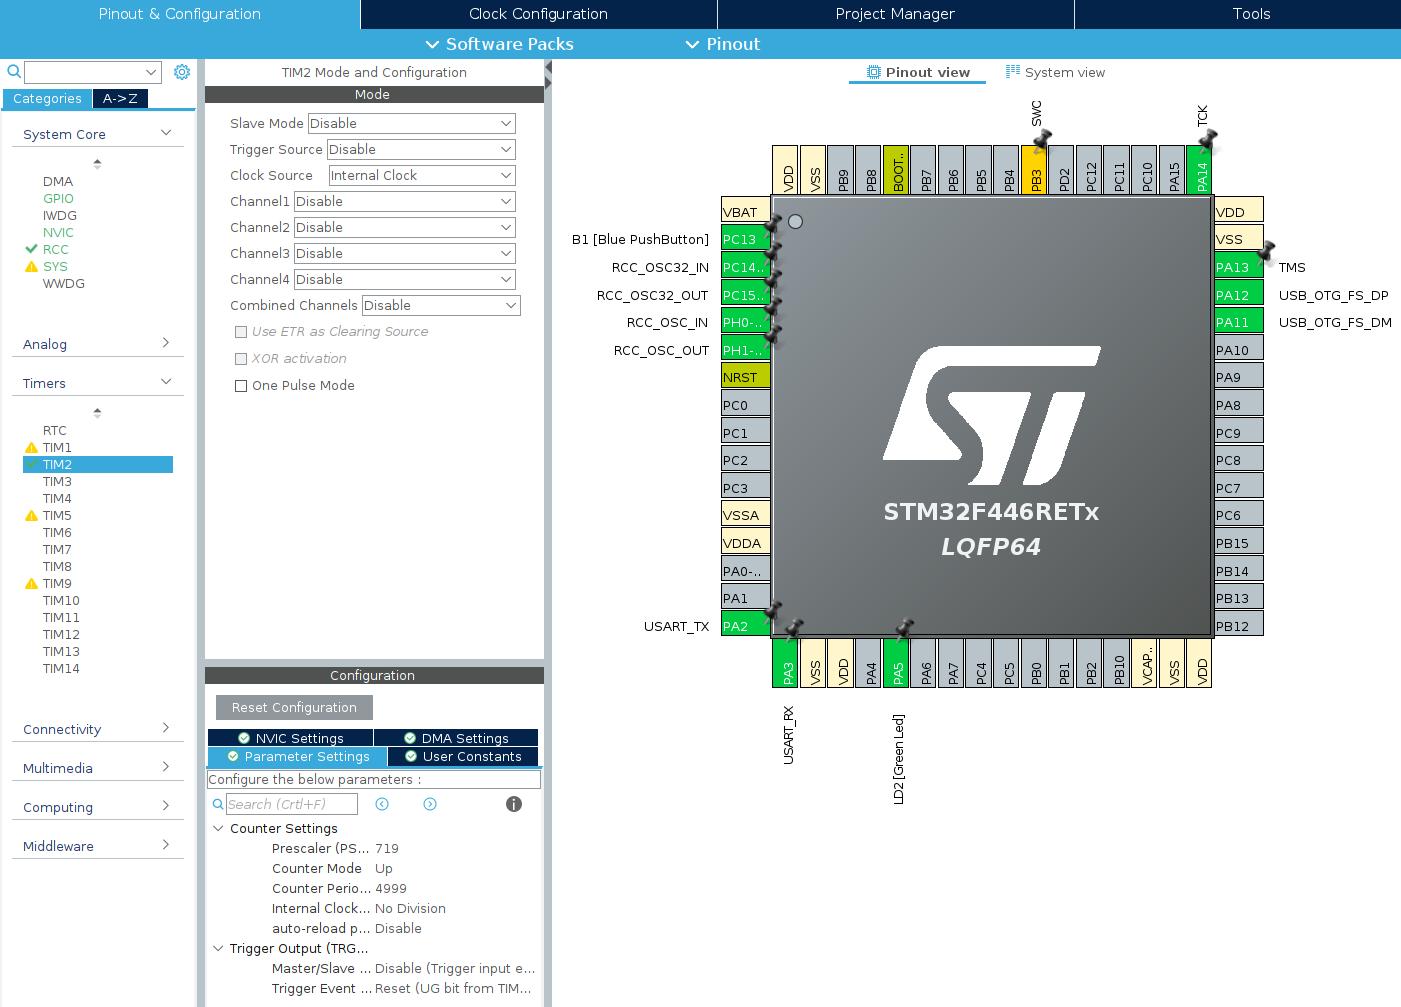 Pinout & Configuration
Clock Configuration
Project Manager
Tools
Software Packs
Pinout
Categories
A->Z
System Core
DMA
GPIO
IWDG
NVIC
RCC
SYS
WWDG
Analog
Timers
RTC
TIM1
TIM2
TIM3
TIM4
TIM5
TIM6
TIM7
TIM8
TIM9
TIM10
TIM11
TIM12
TIM13
TIM14
Connectivity
Multimedia
Computing
Middleware
TIM2 Mode and Configuration
Mode
Slave Mode Disable
Trigger Source Disable
Clock Source Internal Clock
Channel1 Disable
Channel2 Disable
Channel3 Disable
Channel4 Disable
Combined Channels Disable
Use ETR as Clearing Source
XOR activation
One Pulse Mode
Configuration
Reset Configuration
NVIC Settings
DMA Settings
Parameter Settings
User Constants
Configure the below parameters :
Search (Crtl+F)
Counter Settings
Prescaler (PS... 719
Counter Mode Up
Counter Perio... 4999
Internal Clock... No Division
auto-reload p... Disable
Trigger Output (TRG...
Master/Slave ... Disable (Trigger input e...
Trigger Event ... Reset (UG bit from TIM...
Pinout view
System view
SWC
TCK
VDD
VSS
PB9
PB8
BOOT..
PB7
PB6
PB5
PB4
PB3
PD2
PC12
PC11
PC10
PA15
PA14
VBAT
B1 [Blue PushButton] PC13
RCC_OSC32_IN PC14..
RCC_OSC32_OUT PC15..
RCC_OSC_IN PH0-..
RCC_OSC_OUT PH1-..
NRST
PC0
PC1
PC2
PC3
VSSA
VDDA
PA0-..
PA1
USART_TX PA2
STM32F446RETx
LQFP64
VDD
VSS
PA13 TMS
PA12 USB_OTG_FS_DP
PA11 USB_OTG_FS_DM
PA10
PA9
PA8
PC9
PC8
PC7
PC6
PB15
PB14
PB13
PB12
PA3
VSS
VDD
PA4
PA5
PA6
PA7
PC4
PC5
PB0
PB1
PB2
PB10
VCAP..
VSS
VDD
USART_RX
LD2 [Green Led]